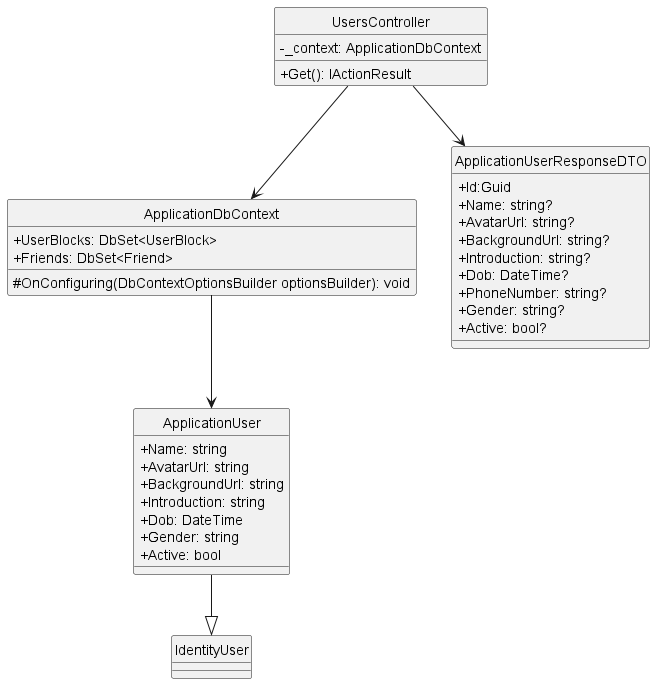 UsersController
-_context: ApplicationDbContext
+Get(): IActionResult
ApplicationUserResponseDTO
+Id:Guid
+Name: string?
+AvatarUrl: string?
+BackgroundUrl: string?
+Introduction: string?
+Dob: DateTime?
+PhoneNumber: string?
+Gender: string?
+Active: bool?
ApplicationDbContext
+UserBlocks: DbSet<UserBlock>
+Friends: DbSet<Friend>
#OnConfiguring(DbContextOptionsBuilder optionsBuilder): void
ApplicationUser
+Name: string
+AvatarUrl: string
+BackgroundUrl: string
+Introduction: string
+Dob: DateTime
+Gender: string
+Active: bool
IdentityUser